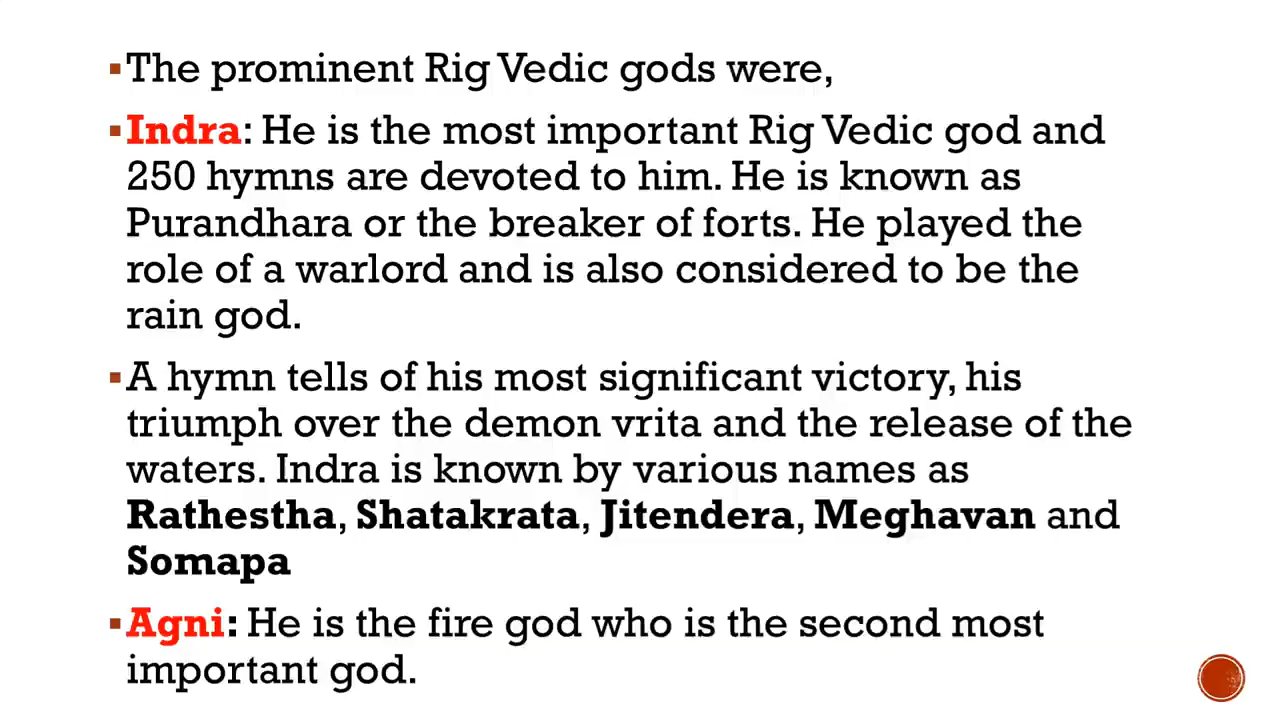 ▪The prominent Rig Vedic gods were,
▪Indra: He is the most important Rig Vedic god and
250 hymns are devoted to him. He is known as
Purandhara or the breaker of forts. He played the
role of a warlord and is also considered to be the
rain god.
▪A hymn tells of his most significant victory, his
triumph over the demon vrita and the release of the
waters. Indra is known by various names as
Rathestha, Shatakrata, Jitendera, Meghavan and
Somapa
▪Agni: He is the fire god who is the second most
important god.